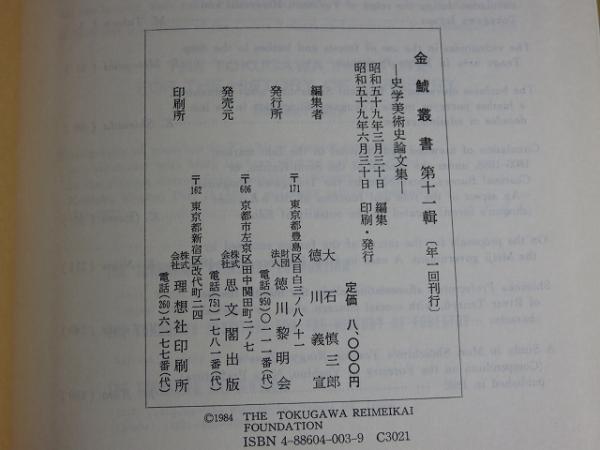 金鯱叢書 第十一輯 〔年一回刊行〕
―史学美術史論文集―
昭和五十九年三月三十日 編集
昭和五十九年六月三十日 印刷・発行
定価 八,〇〇〇円
編集者 大石慎三郎
徳川義宣
発行所 〒171 東京都豊島区目白三ノ八ノ十一
財団法人 徳川黎明会
電話(950)〇一一一番(代)
発売元 〒606 京都市左京区田中関田町二ノ七
株式会社 思文閣出版
電話(751)一七八一番(代)
印刷所 〒162 東京都新宿区改代町二四
株式会社 理想社印刷所
電話(260)六一七七番(代)
©1984 THE TOKUGAWA REIMEIKAI
FOUNDATION
ISBN 4-88604-003-9 C3021